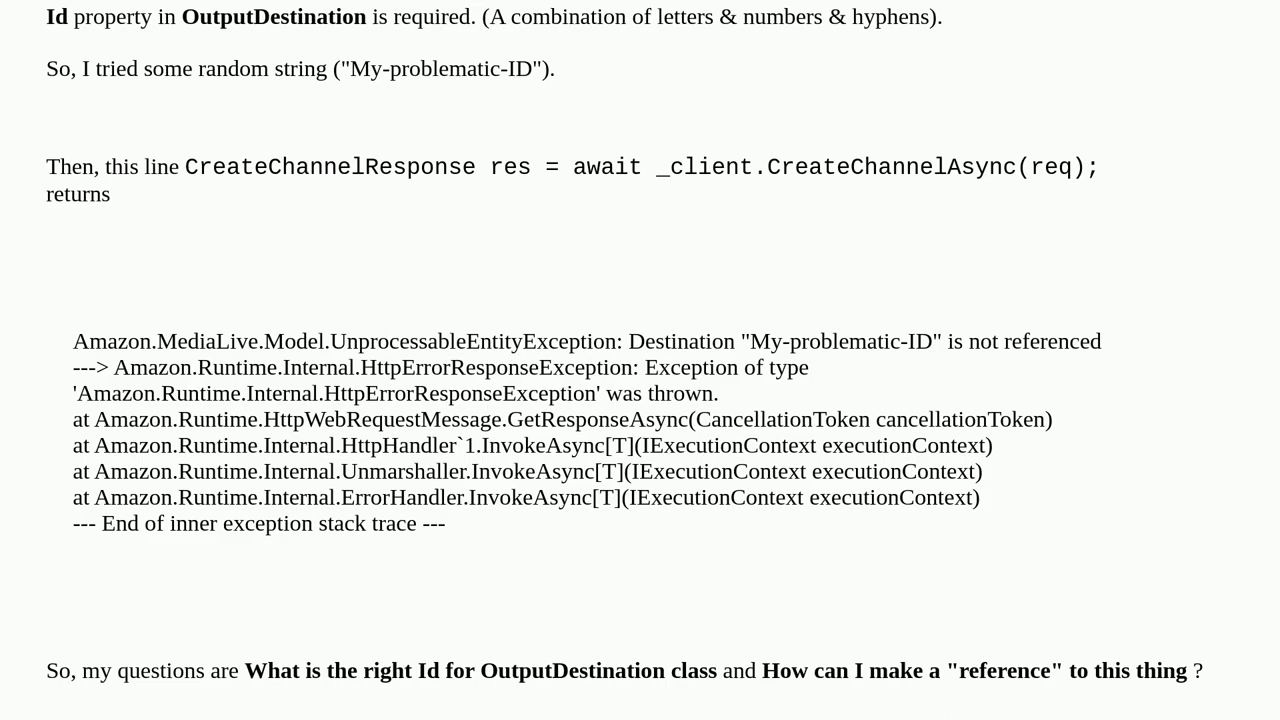 Id property in OutputDestination is required. (A combination of letters & numbers & hyphens).
So, I tried some random string ("My-problematic-ID").
Then, this line CreateChannelResponse res = await _client.CreateChannelAsync(req);
returns
Amazon.MediaLive.Model.UnprocessableEntityException: Destination "My-problematic-ID" is not referenced
---> Amazon.Runtime.Internal.HttpErrorResponseException: Exception of type
'Amazon.Runtime.Internal.HttpErrorResponseException' was thrown.
at Amazon.Runtime.HttpWebRequestMessage.GetResponseAsync(CancellationToken cancellationToken)
at Amazon.Runtime.Internal.HttpHandler`1.InvokeAsync[T](IExecutionContext executionContext)
at Amazon.Runtime.Internal.Unmarshaller.InvokeAsync[T](IExecutionContext executionContext)
at Amazon.Runtime.Internal.ErrorHandler.InvokeAsync[T](IExecutionContext executionContext)
--- End of inner exception stack trace ---
So, my questions are What is the right Id for OutputDestination class and How can I make a "reference" to this thing ?